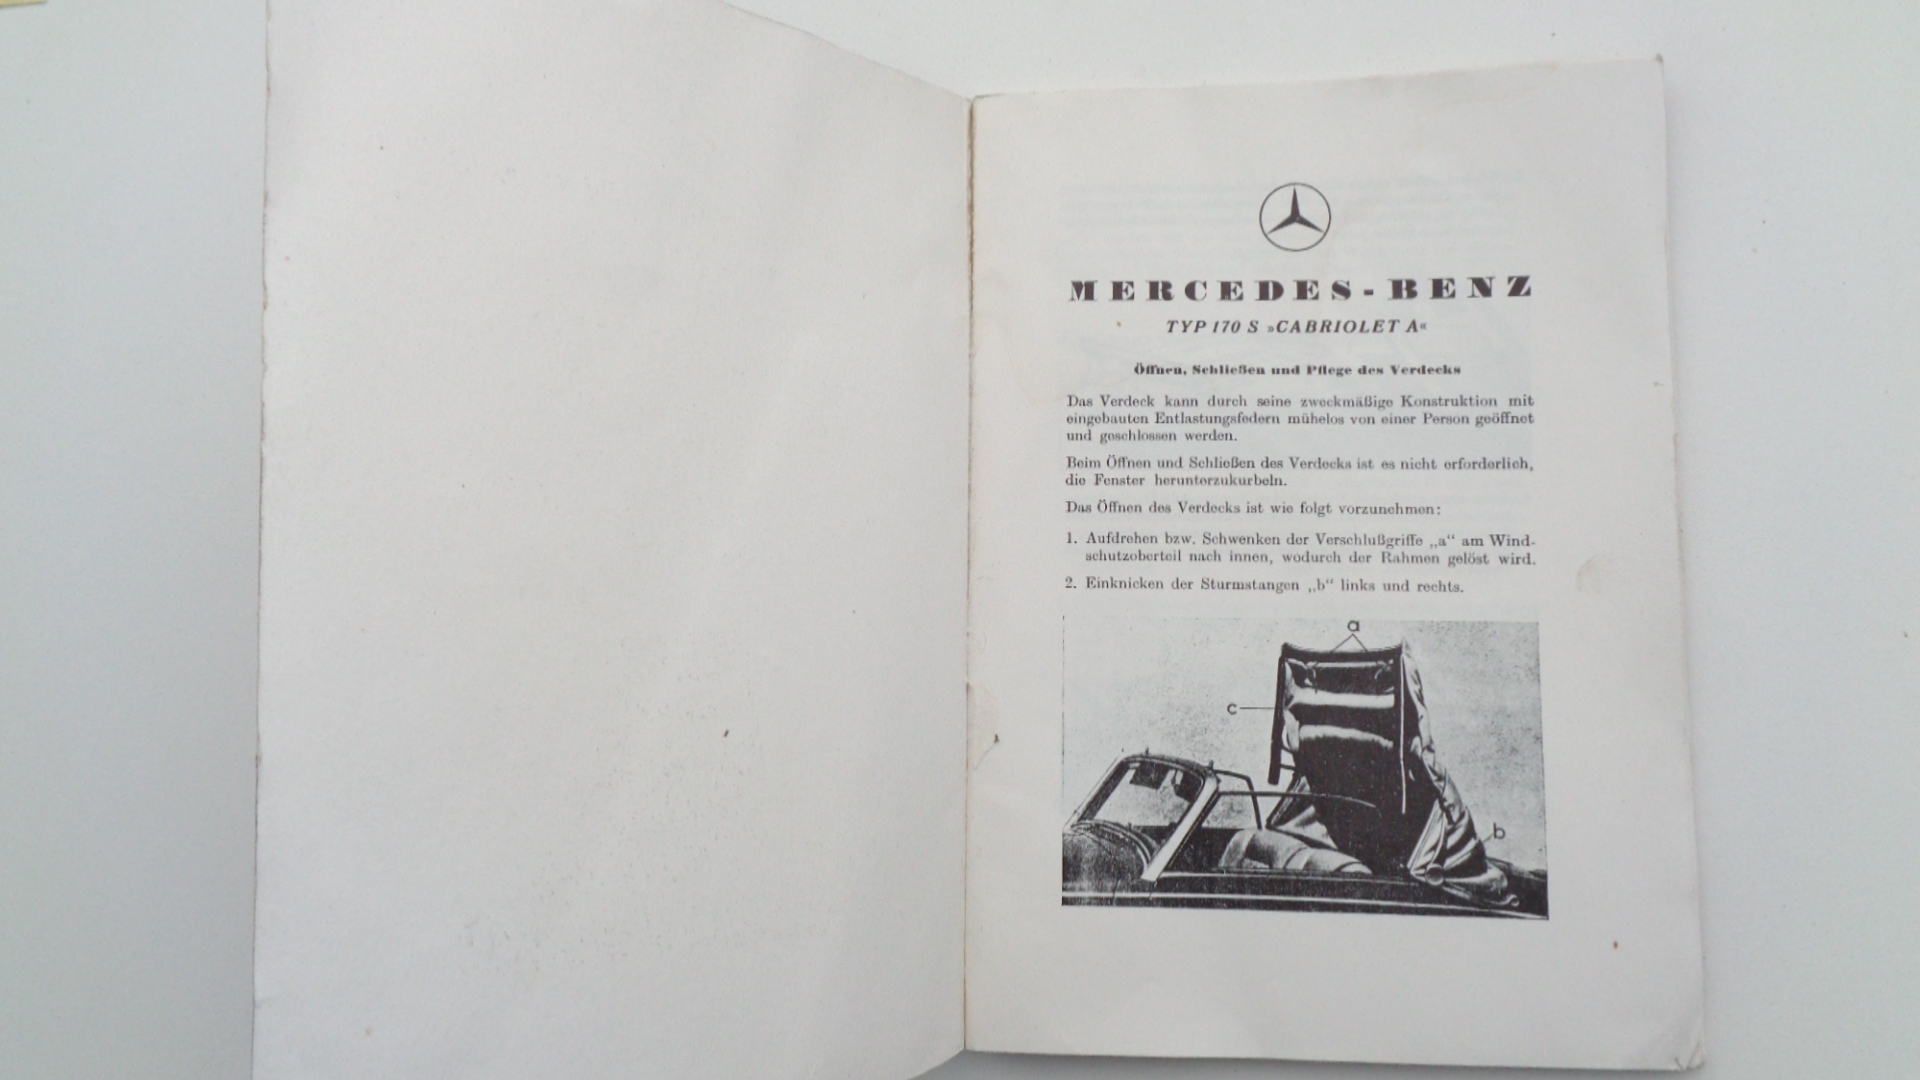 MERCEDES-BENZ
TYP 170 S »CABRIOLET A«
Öffnen, Schließen und Pflege des Verdecks
Das Verdeck kann durch seine zweckmäßige Konstruktion mit
eingebauten Entlastungsfedern mühelos von einer Person geöffnet
und geschlossen werden.
Beim Öffnen und Schließen des Verdecks ist es nicht erforderlich,
die Fenster herunterzukurbeln.
Das Öffnen des Verdecks ist wie folgt vorzunehmen:
1. Aufdrehen bzw. Schwenken der Verschlußgriffe „a“ am Wind-
schutzoberteil nach innen, wodurch der Rahmen gelöst wird.
2. Einknicken der Sturmstangen „b“ links und rechts.
a
c
b